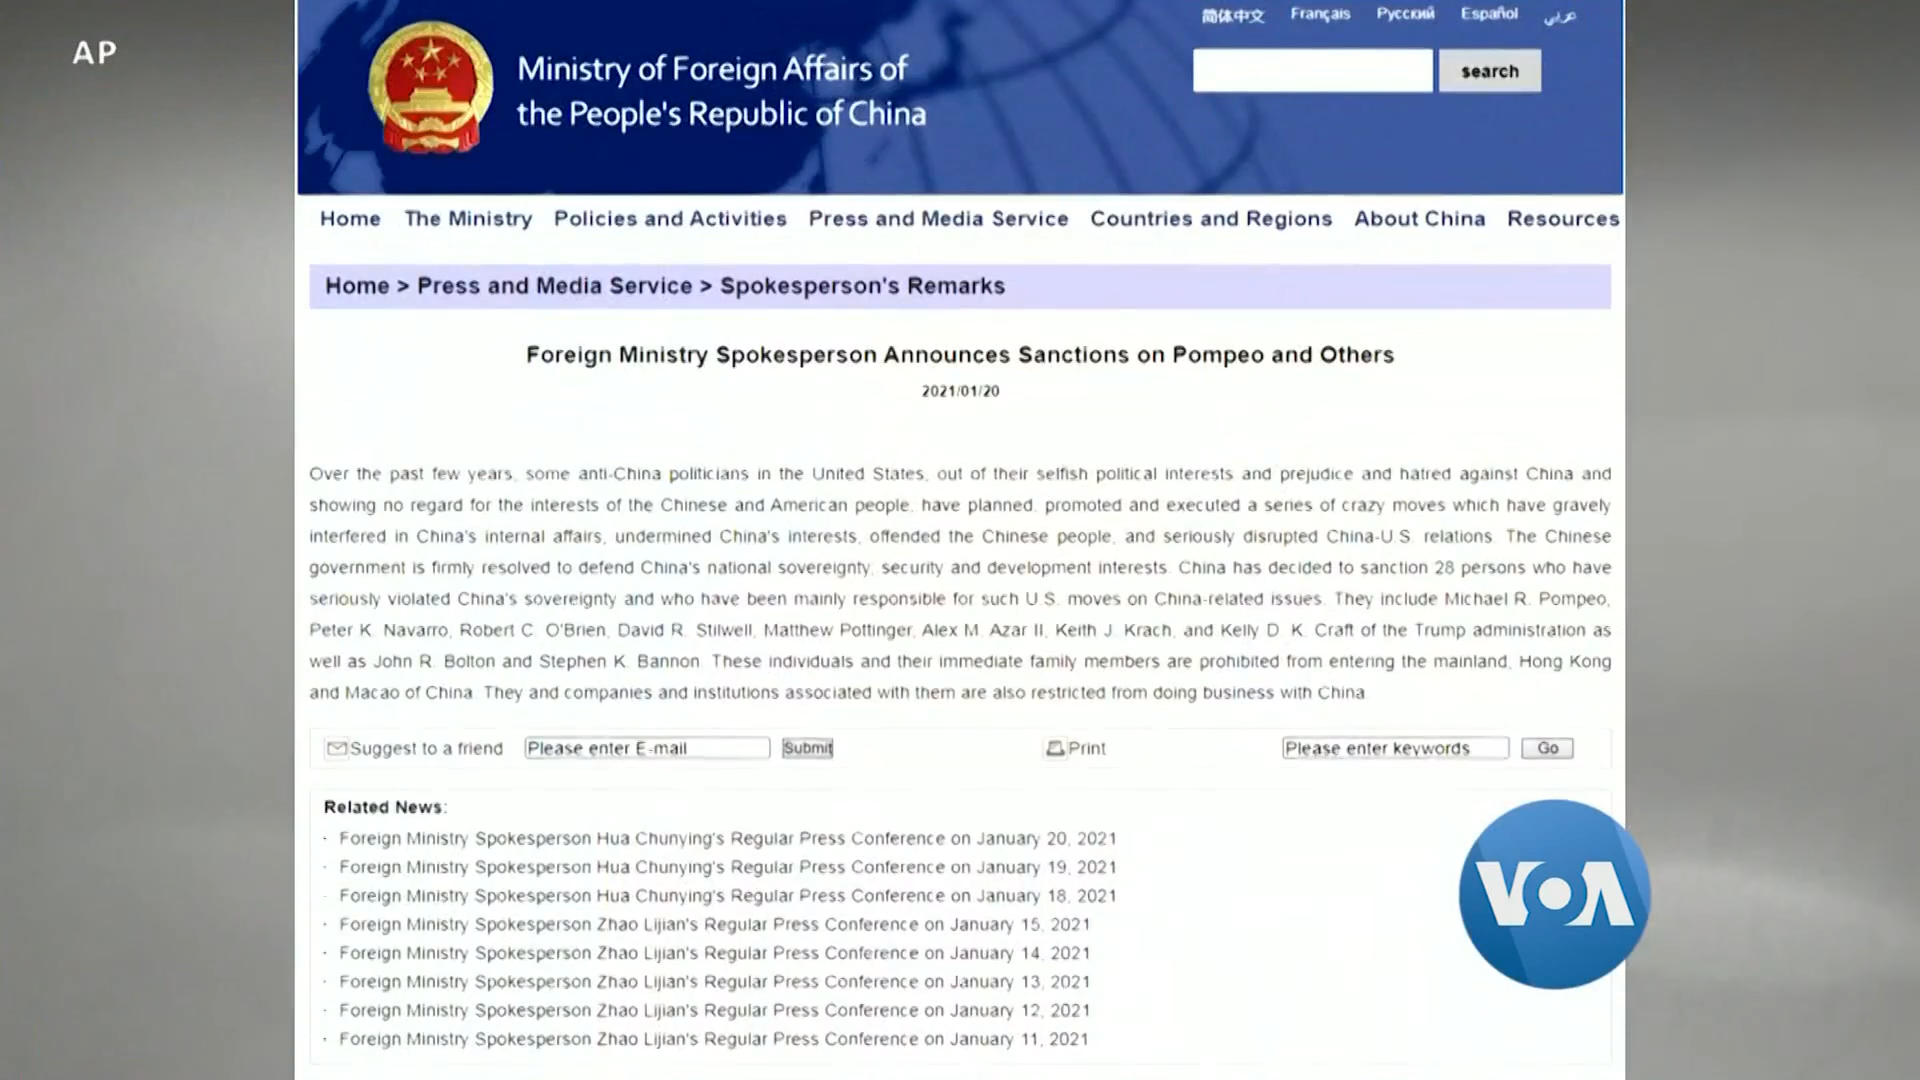 AP
简体中文 Français Русский Español عربي
Ministry of Foreign Affairs of
the People's Republic of China
search
Home The Ministry Policies and Activities Press and Media Service Countries and Regions About China Resources
Home > Press and Media Service > Spokesperson's Remarks
Foreign Ministry Spokesperson Announces Sanctions on Pompeo and Others
2021/01/20
Over the past few years, some anti-China politicians in the United States, out of their selfish political interests and prejudice and hatred against China and
showing no regard for the interests of the Chinese and American people, have planned, promoted and executed a series of crazy moves which have gravely
interfered in China's internal affairs, undermined China's interests, offended the Chinese people, and seriously disrupted China-U.S. relations. The Chinese
government is firmly resolved to defend China's national sovereignty, security and development interests. China has decided to sanction 28 persons who have
seriously violated China's sovereignty and who have been mainly responsible for such U.S. moves on China-related issues. They include Michael R. Pompeo,
Peter K. Navarro, Robert C. O'Brien, David R. Stilwell, Matthew Pottinger, Alex M. Azar II, Keith J. Krach, and Kelly D. K. Craft of the Trump administration as
well as John R. Bolton and Stephen K. Bannon. These individuals and their immediate family members are prohibited from entering the mainland, Hong Kong
and Macao of China. They and companies and institutions associated with them are also restricted from doing business with China.
Suggest to a friend Please enter E-mail Submit Print Please enter keywords Go
Related News:
· Foreign Ministry Spokesperson Hua Chunying's Regular Press Conference on January 20, 2021
· Foreign Ministry Spokesperson Hua Chunying's Regular Press Conference on January 19, 2021
· Foreign Ministry Spokesperson Hua Chunying's Regular Press Conference on January 18, 2021
· Foreign Ministry Spokesperson Zhao Lijian's Regular Press Conference on January 15, 2021
· Foreign Ministry Spokesperson Zhao Lijian's Regular Press Conference on January 14, 2021
· Foreign Ministry Spokesperson Zhao Lijian's Regular Press Conference on January 13, 2021
· Foreign Ministry Spokesperson Zhao Lijian's Regular Press Conference on January 12, 2021
· Foreign Ministry Spokesperson Zhao Lijian's Regular Press Conference on January 11, 2021
VOA